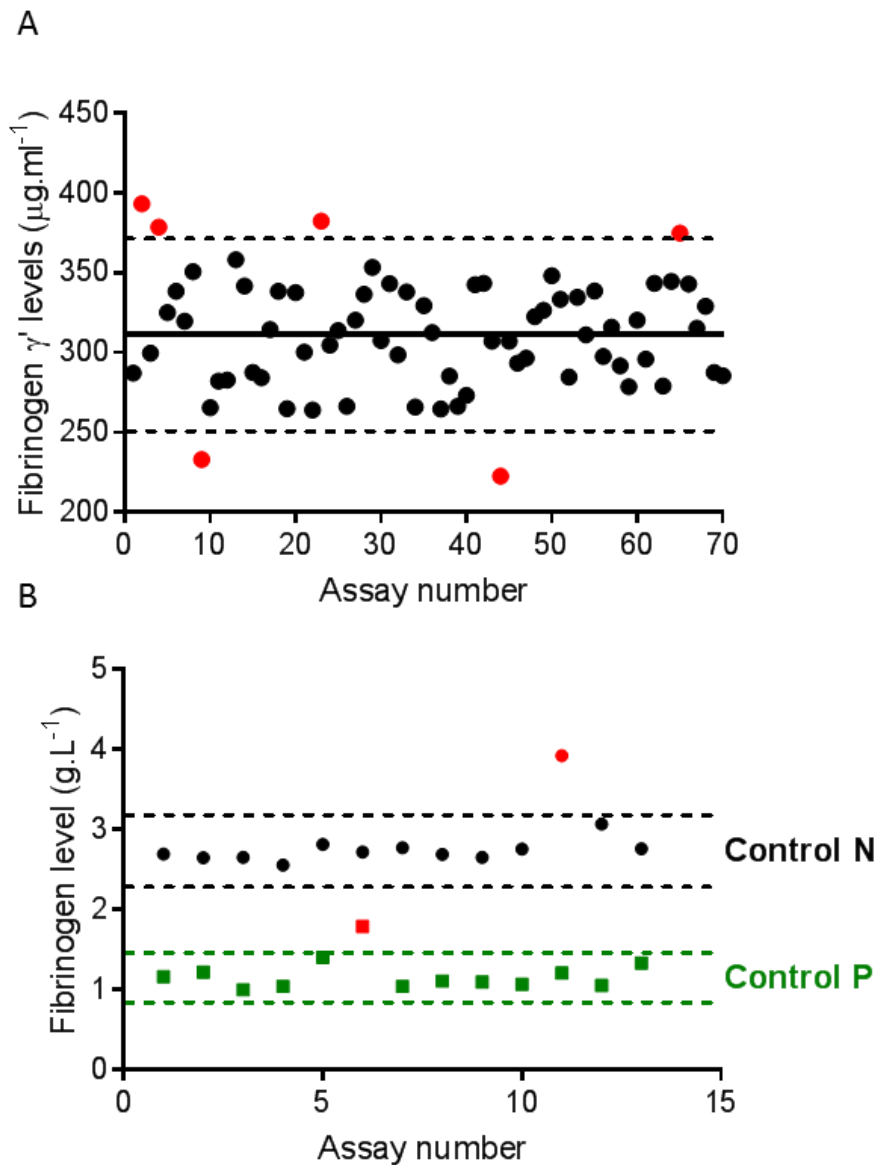 A
Fibrinogen γ' levels (μg.ml⁻¹)
450
400
350
300
250
200
0 10 20 30 40 50 60 70
Assay number
B
Fibrinogen level (g.L⁻¹)
5
4
3
2
1
0
Control N
Control P
0 5 10 15
Assay number